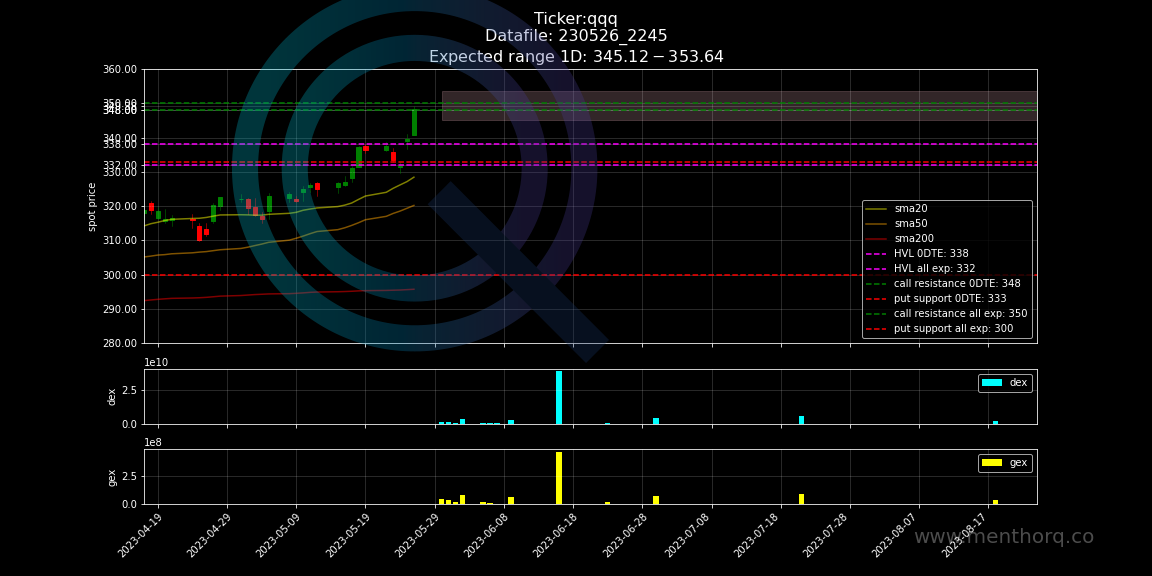 Ticker:qqq
Datafile: 230526_2245
Expected range 1D: 345.12 − 353.64
360.00
350.00
348.00
340.00
338.00
332.00
330.00
320.00
310.00
300.00
290.00
280.00
spot price
sma20
sma50
sma200
HVL 0DTE: 338
HVL all exp: 332
call resistance 0DTE: 348
put support 0DTE: 333
call resistance all exp: 350
put support all exp: 300
1e10
2.5
0.0
dex
dex
1e8
2.5
0.0
gex
gex
2023-04-19
2023-04-29
2023-05-09
2023-05-19
2023-05-29
2023-06-08
2023-06-18
2023-06-28
2023-07-08
2023-07-18
2023-07-28
2023-08-07
2023-08-17
www.menthorq.co